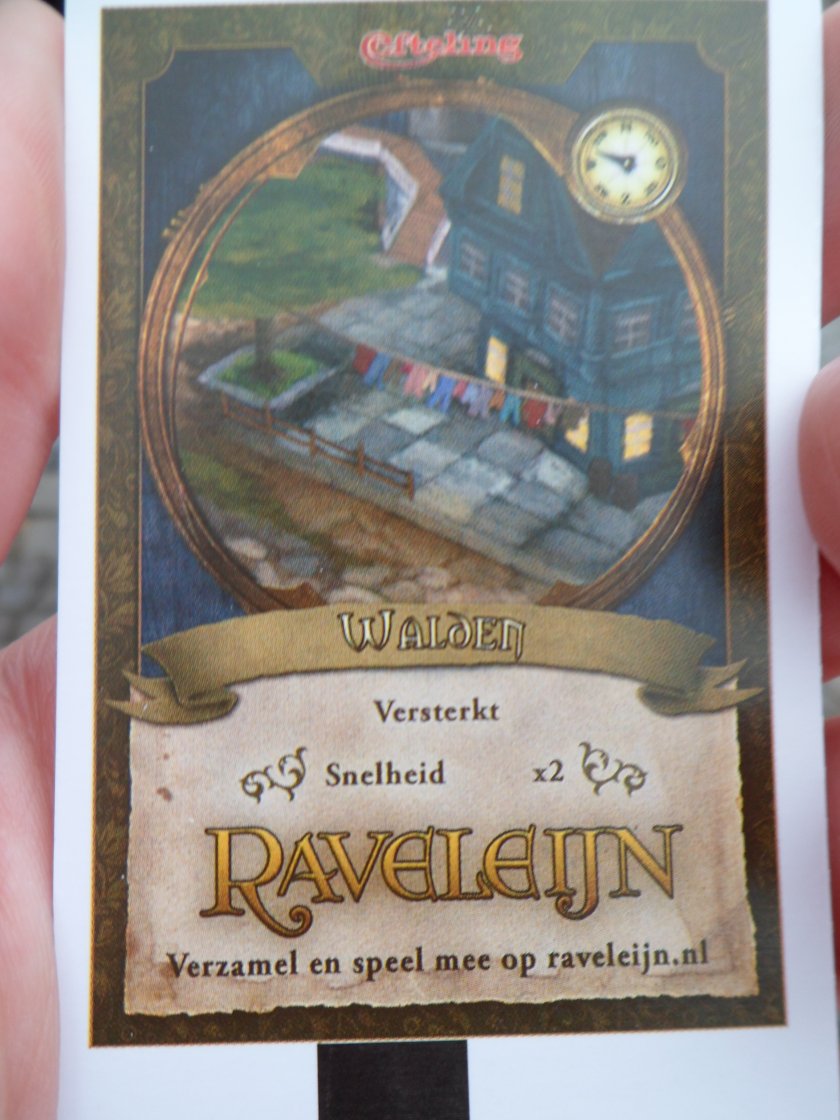 Efteling
Walden
Versterkt
Snelheid x2
Raveleijn
Verzamel en speel mee op raveleijn.nl